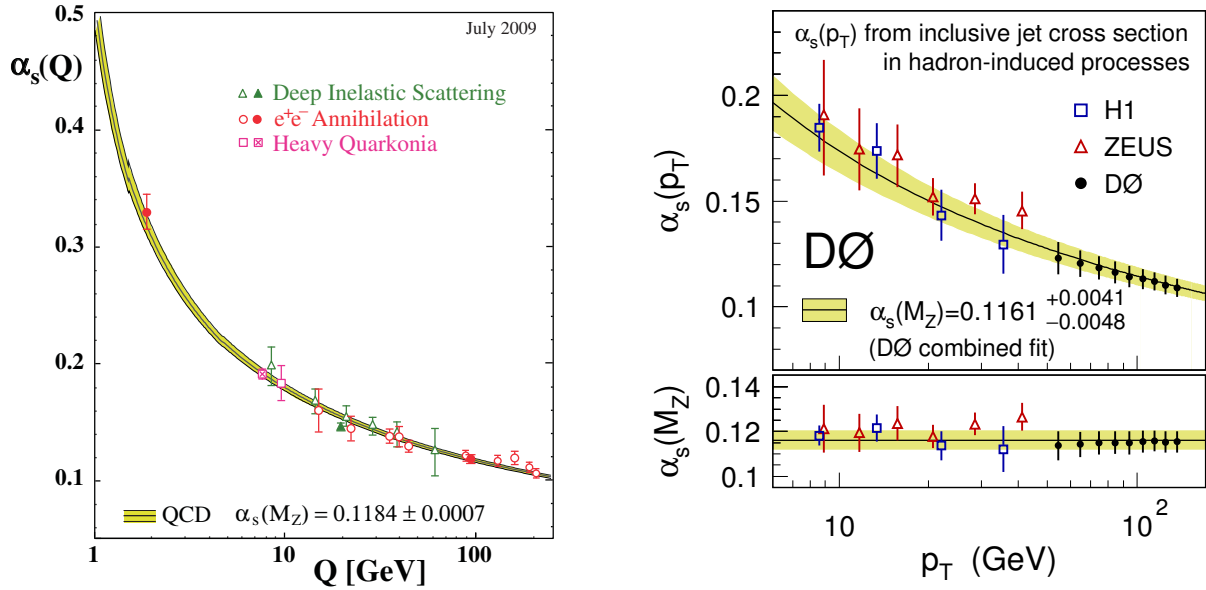 July 2009
αs(Q)
0.5
0.4
0.3
0.2
0.1
Deep Inelastic Scattering
e+e− Annihilation
Heavy Quarkonia
QCD αs(MZ) = 0.1184 ± 0.0007
1 10 100
Q [GeV]
αs(pT) from inclusive jet cross section
in hadron-induced processes
αs(pT)
0.2
0.15
0.1
H1
ZEUS
DØ
DØ
αs(MZ)=0.1161 +0.0041 −0.0048
(DØ combined fit)
αs(MZ)
0.14
0.12
0.1
10 10²
pT (GeV)